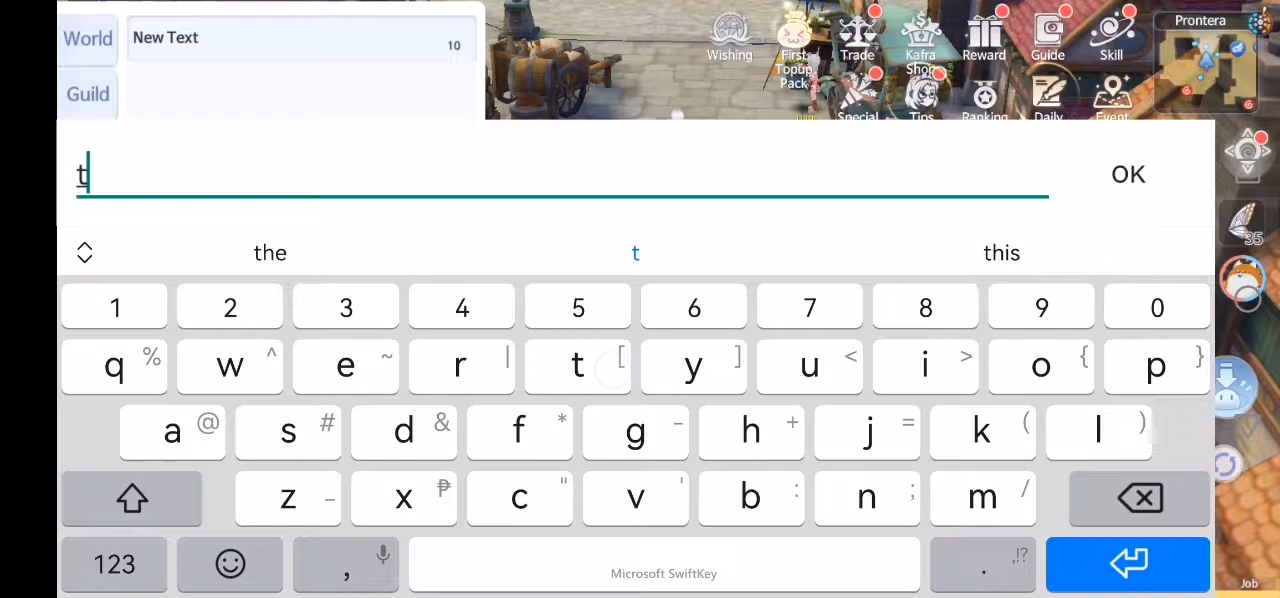 World
New Text
10
Guild
Wishing
First Topup Pack
Trade
Kafra Shop
Reward
Guide
Skill
Prontera
Special
Tips
Ranking
Daily
Event
t
OK
35
the t this
1 2 3 4 5 6 7 8 9 0
q % w ^ e ~ r | t [ y ] u < i > o { p }
a @ s # d & f * g - h + j = k ( l )
z _ x ₱ c " v ' b : n ; m /
123 , . ,!?
Microsoft SwiftKey
Job